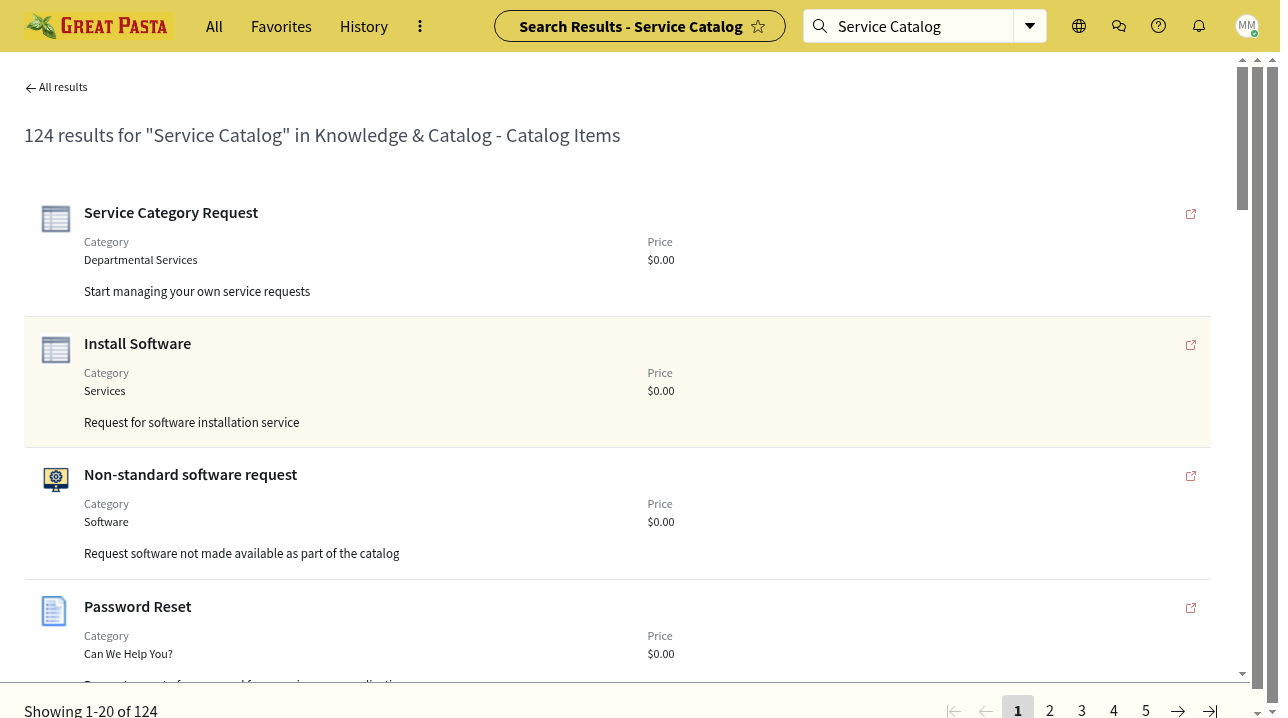 GREAT PASTA
All
Favorites
History
Search Results - Service Catalog
Service Catalog
MM
All results
124 results for "Service Catalog" in Knowledge & Catalog - Catalog Items
Service Category Request
Category
Price
Departmental Services
$0.00
Start managing your own service requests
Install Software
Category
Price
Services
$0.00
Request for software installation service
Non-standard software request
Category
Price
Software
$0.00
Request software not made available as part of the catalog
Password Reset
Category
Price
Can We Help You?
$0.00
Showing 1-20 of 124
1 2 3 4 5